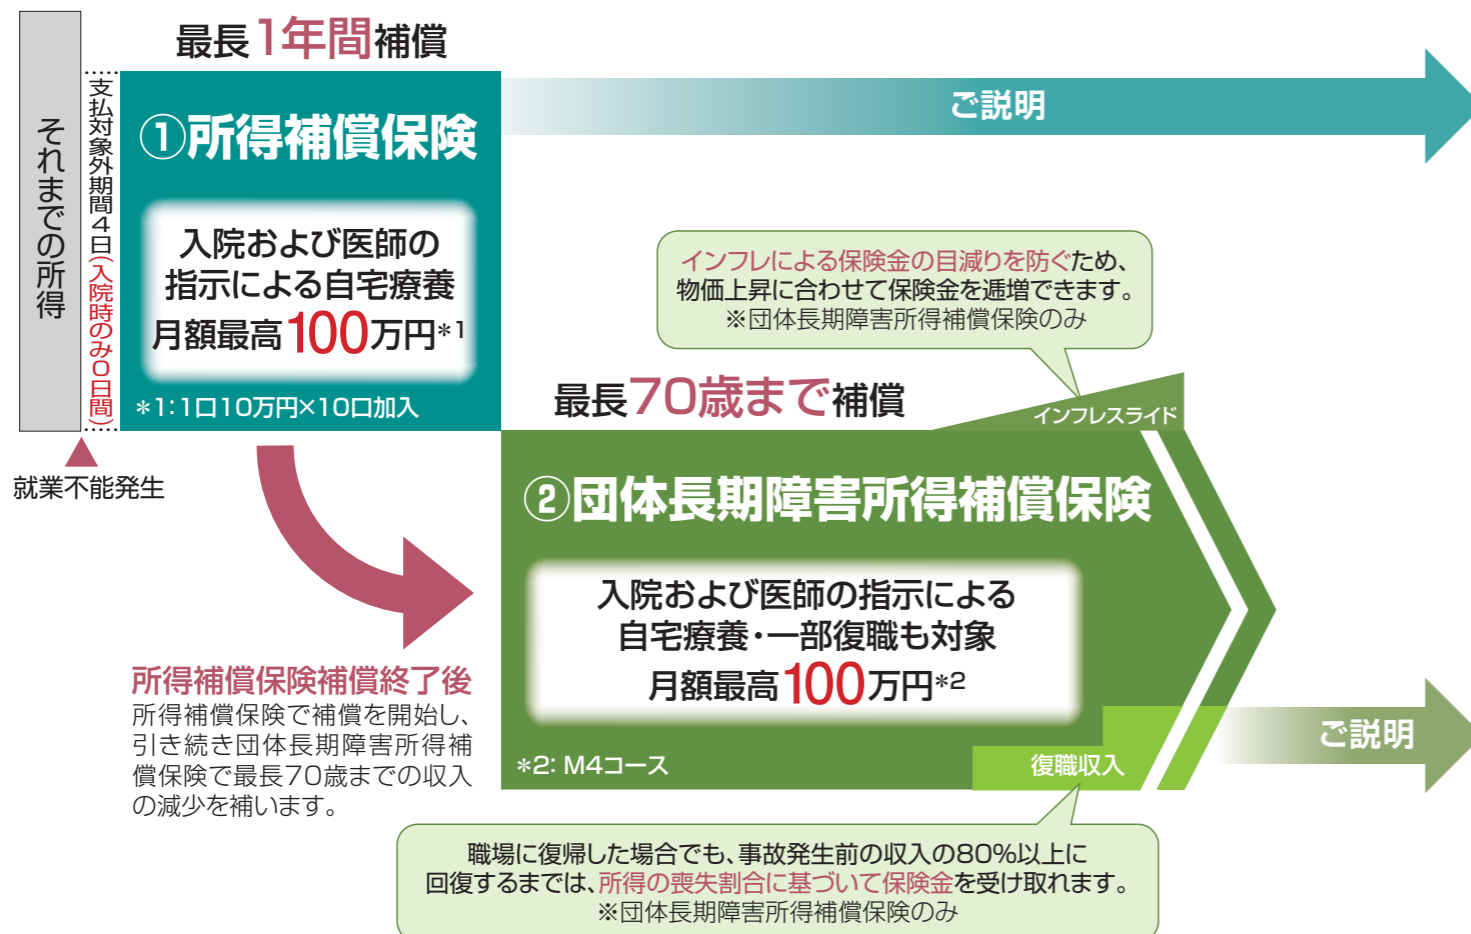 それまでの所得
支払対象外期間4日(入院時のみ0日間)
就業不能発生
最長1年間補償
①所得補償保険
入院および医師の
指示による自宅療養
月額最高100万円*1
*1:1口10万円×10口加入
ご説明
インフレによる保険金の目減りを防ぐため、
物価上昇に合わせて保険金を逓増できます。
※団体長期障害所得補償保険のみ
最長70歳まで補償
インフレスライド
②団体長期障害所得補償保険
入院および医師の指示による
自宅療養・一部復職も対象
月額最高100万円*2
*2:M4コース
復職収入
ご説明
所得補償保険補償終了後
所得補償保険で補償を開始し、
引き続き団体長期障害所得補
償保険で最長70歳までの収入
の減少を補います。
職場に復帰した場合でも、事故発生前の収入の80%以上に
回復するまでは、所得の喪失割合に基づいて保険金を受け取れます。
※団体長期障害所得補償保険のみ